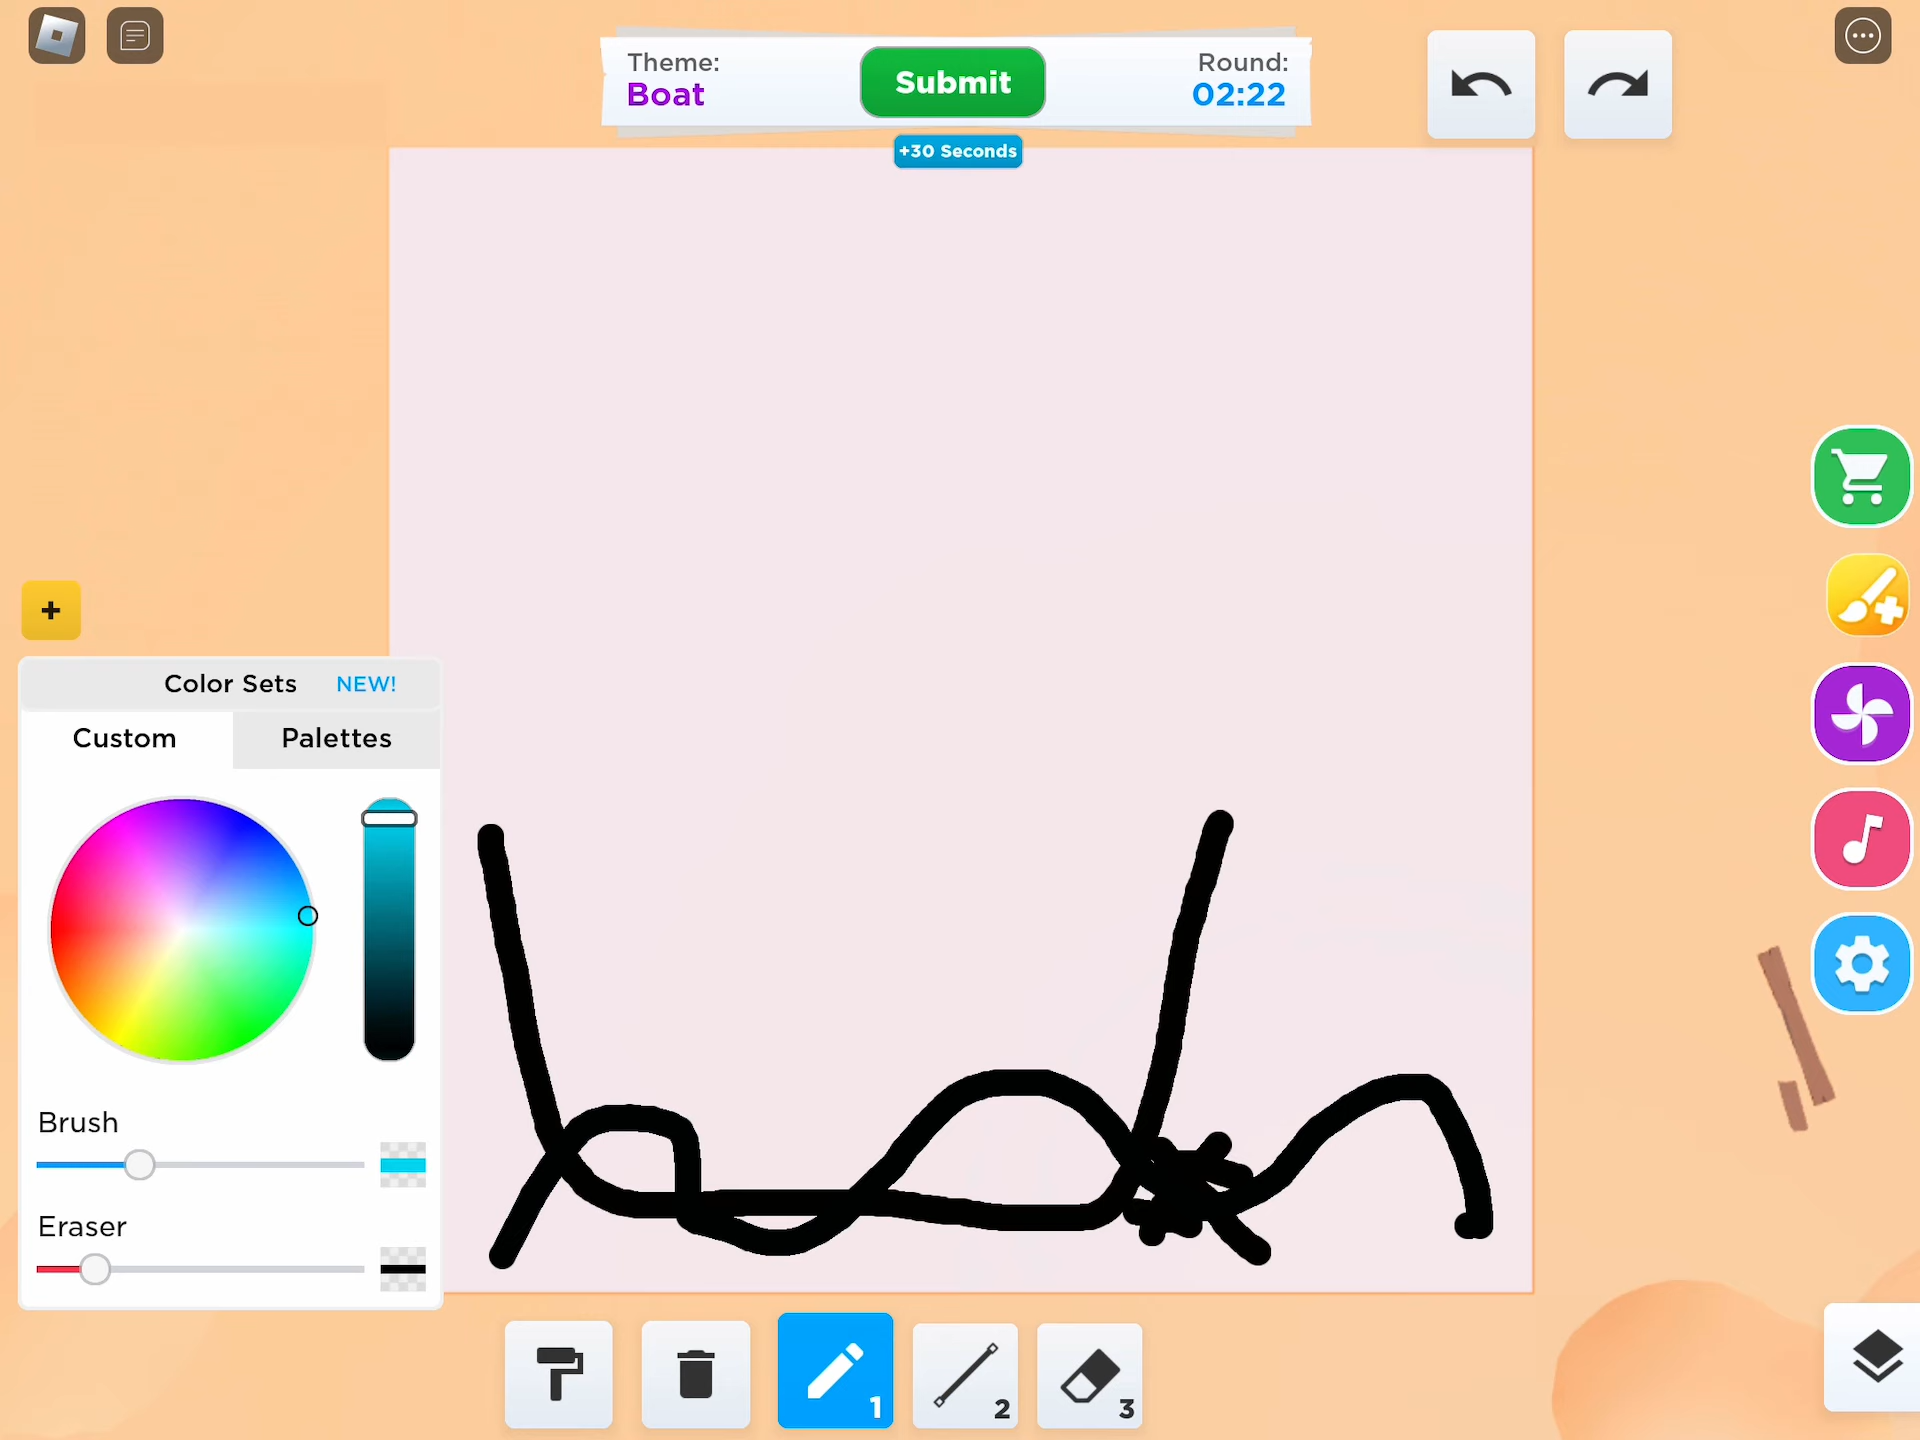 Theme:
Boat
Submit
Round:
02:22
+30 Seconds
+
Color Sets NEW!
Custom Palettes
Brush
Eraser
1
2
3